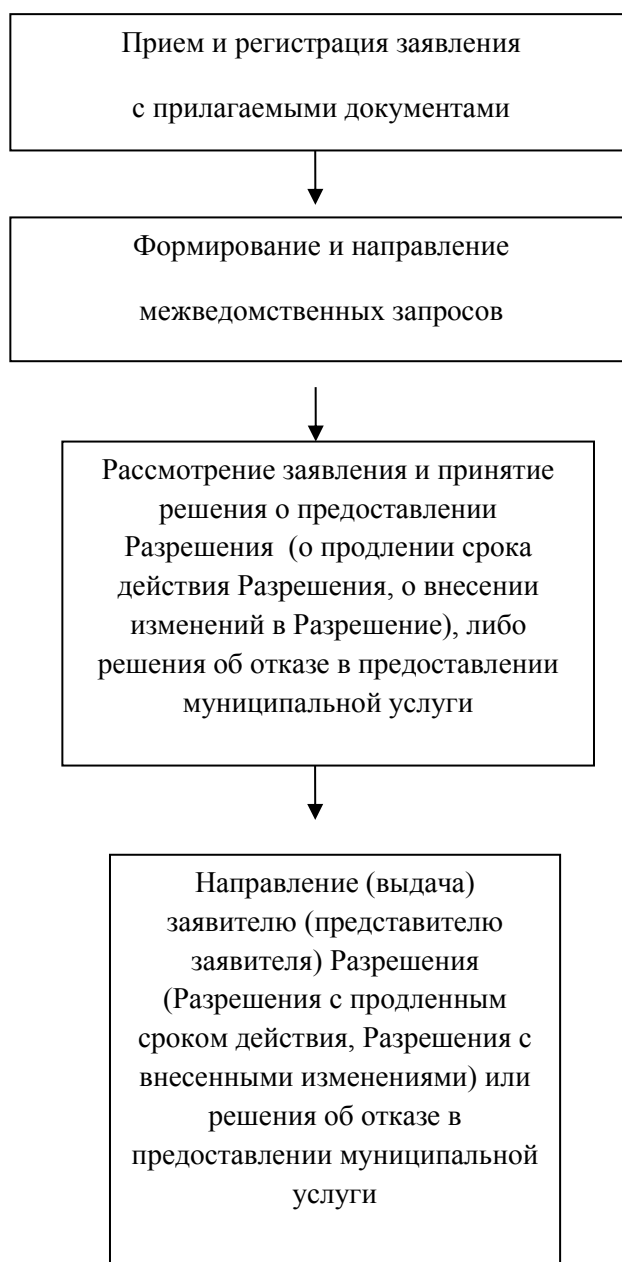 Прием и регистрация заявления
с прилагаемыми документами
Формирование и направление
межведомственных запросов
Рассмотрение заявления и принятие
решения о предоставлении
Разрешения (о продлении срока
действия Разрешения, о внесении
изменений в Разрешение), либо
решения об отказе в предоставлении
муниципальной услуги
Направление (выдача)
заявителю (представителю
заявителя) Разрешения
(Разрешения с продленным
сроком действия, Разрешения с
внесенными изменениями) или
решения об отказе в
предоставлении муниципальной
услуги